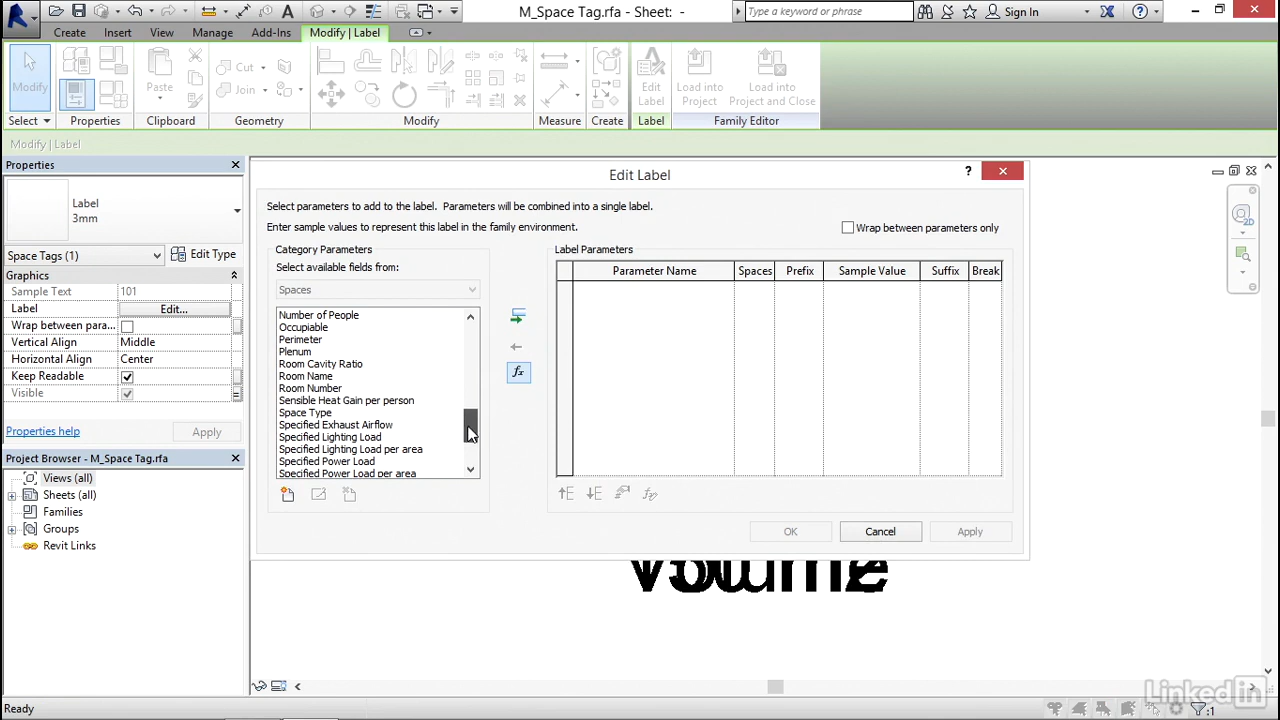 M_Space Tag.rfa - Sheet: -
Type a keyword or phrase
Sign In
Create
Insert
View
Manage
Add-Ins
Modify | Label
Modify
Paste
Cut
Join
Edit
Label
Load into
Project
Load into
Project and Close
Select
Properties
Clipboard
Geometry
Modify
Measure
Create
Label
Family Editor
Modify | Label
Properties
Label
3mm
Space Tags (1)
Edit Type
Graphics
Sample Text
101
Label
Edit...
Wrap between para...
Vertical Align
Middle
Horizontal Align
Center
Keep Readable
Visible
Properties help
Apply
Project Browser - M_Space Tag.rfa
Views (all)
Sheets (all)
Families
Groups
Revit Links
Edit Label
Select parameters to add to the label. Parameters will be combined into a single label.
Enter sample values to represent this label in the family environment.
Wrap between parameters only
Category Parameters
Select available fields from:
Spaces
Number of People
Occupiable
Perimeter
Plenum
Room Cavity Ratio
Room Name
Room Number
Sensible Heat Gain per person
Space Type
Specified Exhaust Airflow
Specified Lighting Load
Specified Lighting Load per area
Specified Power Load
Specified Power Load per area
fx
Label Parameters
Parameter Name
Spaces
Prefix
Sample Value
Suffix
Break
OK
Cancel
Apply
Ready
:1
LinkedIn